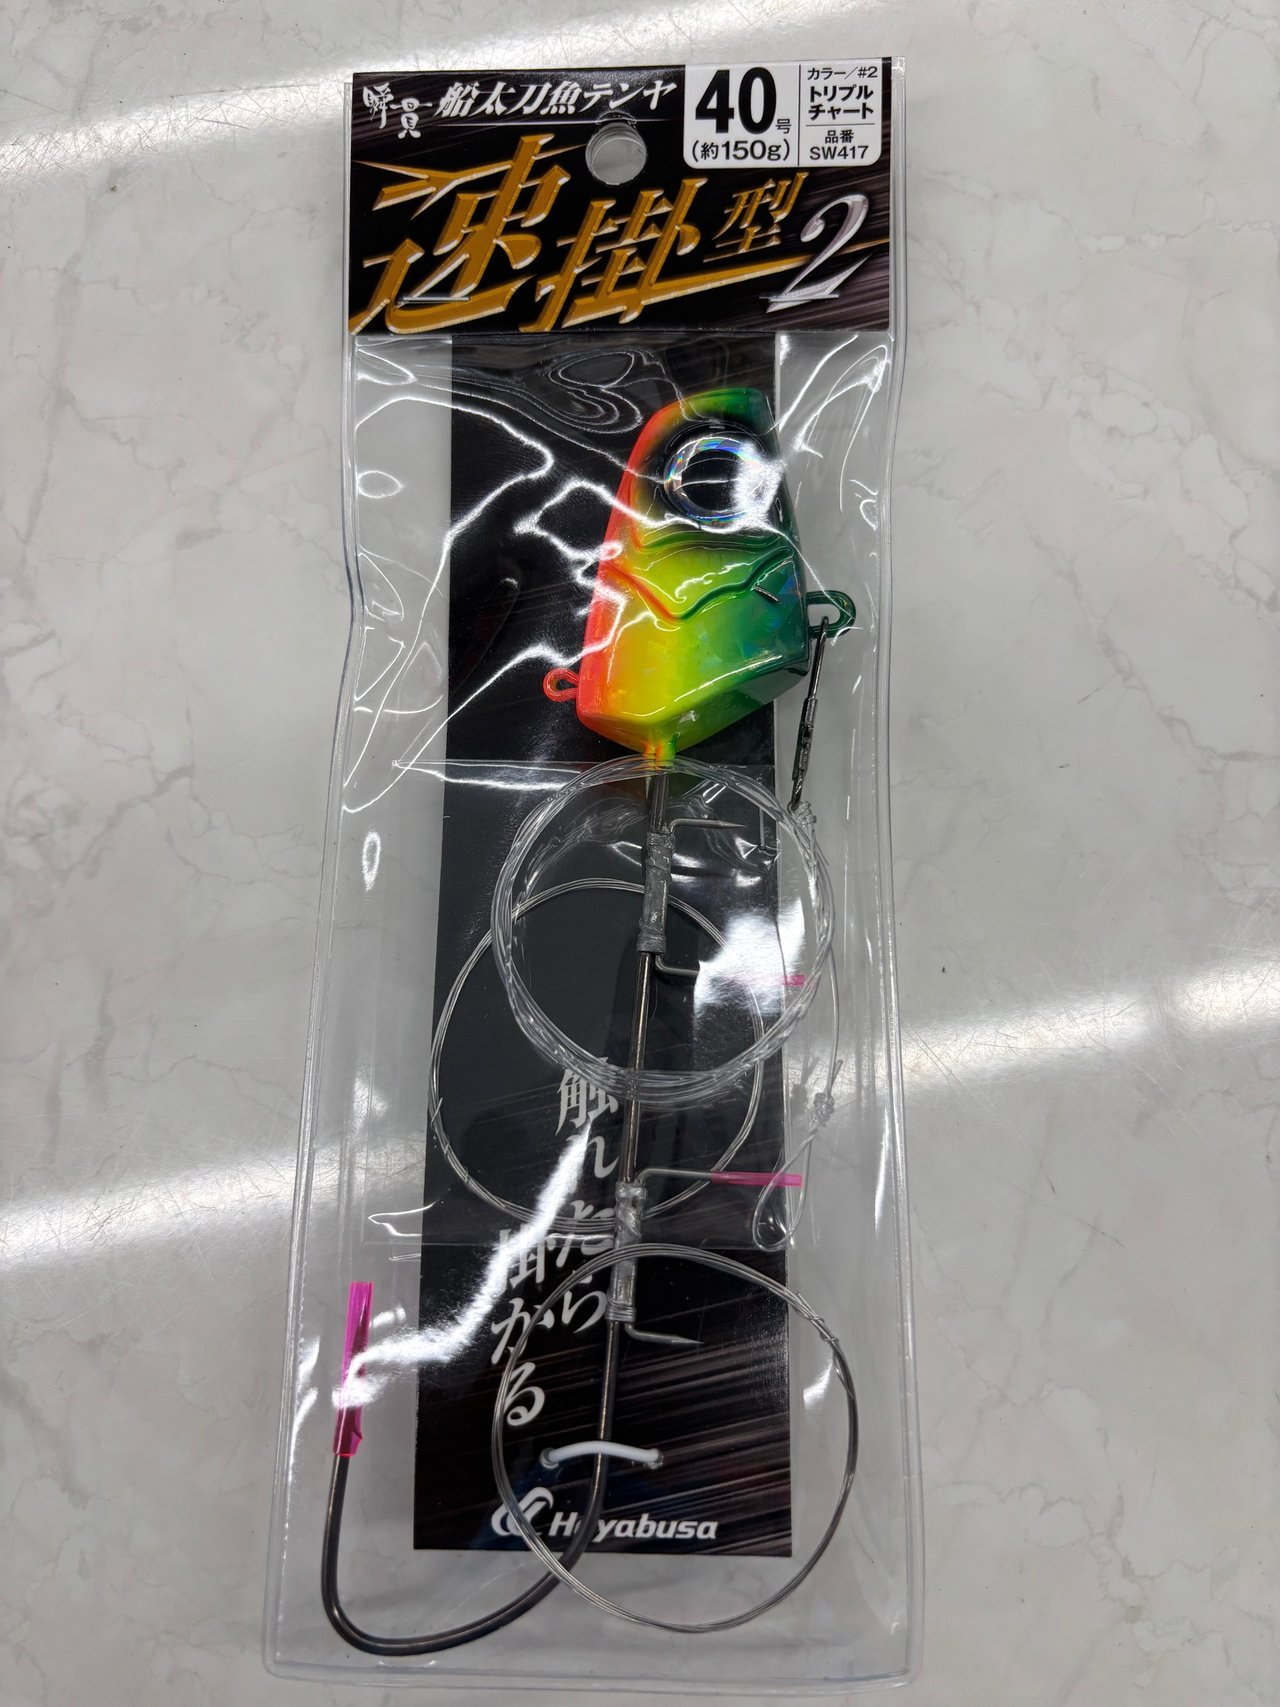 瞬貫 船太刀魚テンヤ
40号
(約150g)
カラー/#2
トリプル
チャート
品番
SW417
速掛型2
触れたら
掛かる
Hayabusa